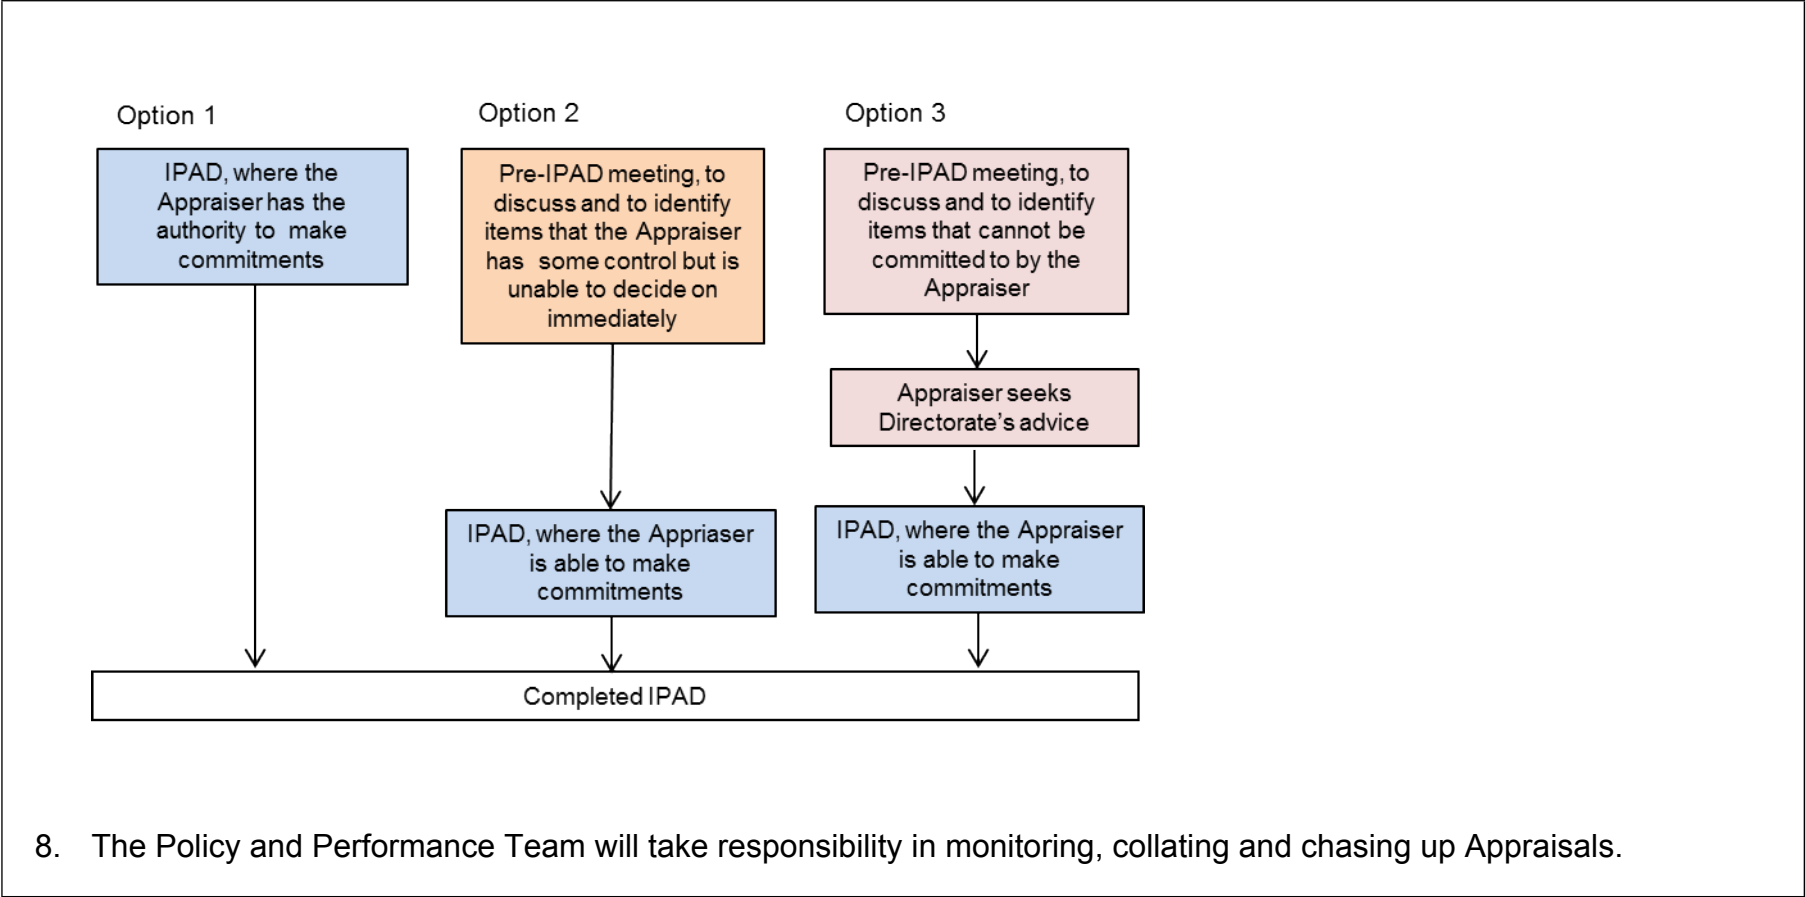 Option 1
IPAD, where the
Appraiser has the
authority to make
commitments
Option 2
Pre-IPAD meeting, to
discuss and to identify
items that the Appraiser
has some control but is
unable to decide on
immediately
IPAD, where the Appriaser
is able to make
commitments
Option 3
Pre-IPAD meeting, to
discuss and to identify
items that cannot be
committed to by the
Appraiser
Appraiser seeks
Directorate's advice
IPAD, where the Appraiser
is able to make
commitments
Completed IPAD
8. The Policy and Performance Team will take responsibility in monitoring, collating and chasing up Appraisals.